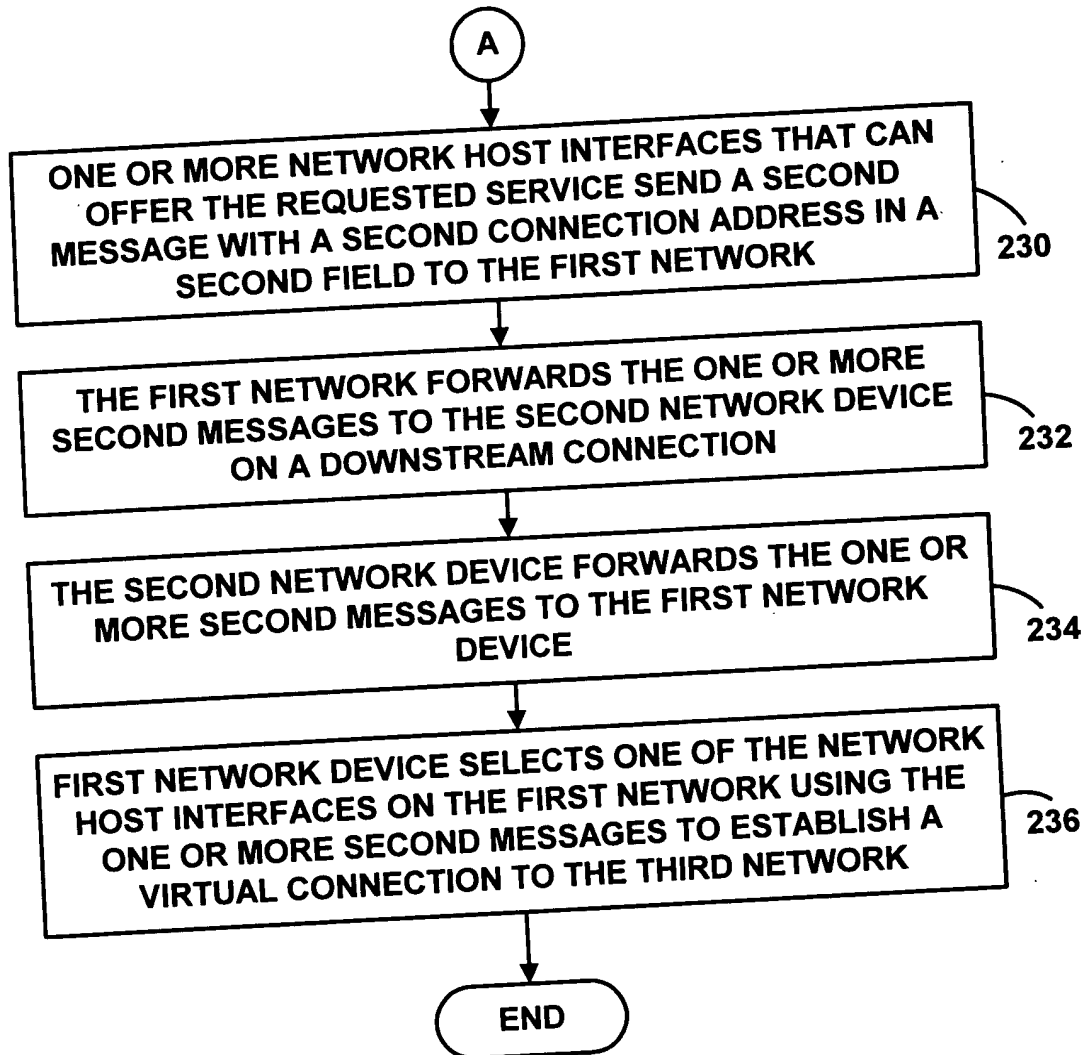 A
ONE OR MORE NETWORK HOST INTERFACES THAT CAN
OFFER THE REQUESTED SERVICE SEND A SECOND
MESSAGE WITH A SECOND CONNECTION ADDRESS IN A
SECOND FIELD TO THE FIRST NETWORK
230
THE FIRST NETWORK FORWARDS THE ONE OR MORE
SECOND MESSAGES TO THE SECOND NETWORK DEVICE
ON A DOWNSTREAM CONNECTION
232
THE SECOND NETWORK DEVICE FORWARDS THE ONE OR
MORE SECOND MESSAGES TO THE FIRST NETWORK
DEVICE
234
FIRST NETWORK DEVICE SELECTS ONE OF THE NETWORK
HOST INTERFACES ON THE FIRST NETWORK USING THE
ONE OR MORE SECOND MESSAGES TO ESTABLISH A
VIRTUAL CONNECTION TO THE THIRD NETWORK
236
END